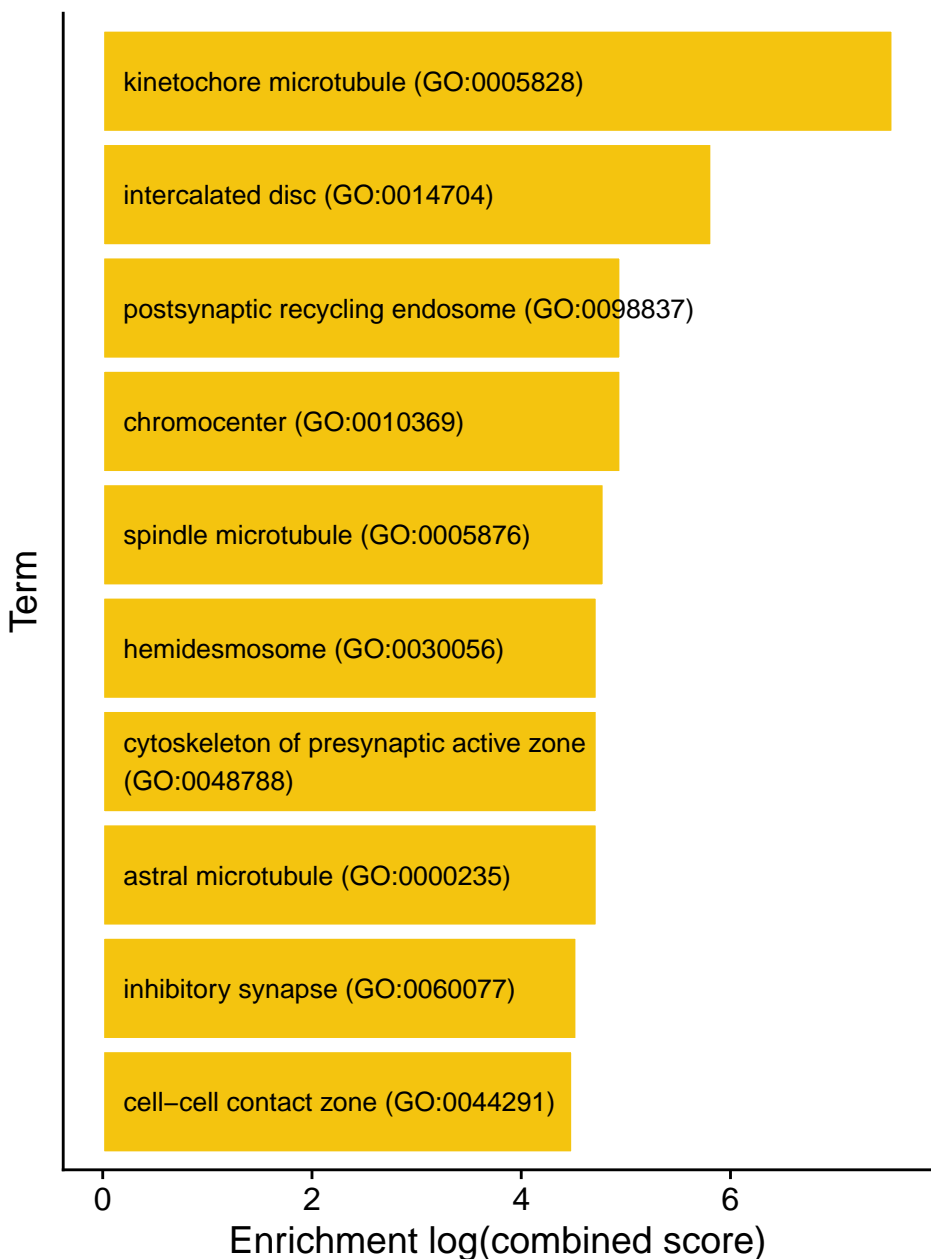 kinetochore microtubule (GO:0005828)
intercalated disc (GO:0014704)
postsynaptic recycling endosome (GO:0098837)
chromocenter (GO:0010369)
spindle microtubule (GO:0005876)
hemidesmosome (GO:0030056)
cytoskeleton of presynaptic active zone
(GO:0048788)
astral microtubule (GO:0000235)
inhibitory synapse (GO:0060077)
cell−cell contact zone (GO:0044291)
Term
0 2 4 6
Enrichment log(combined score)